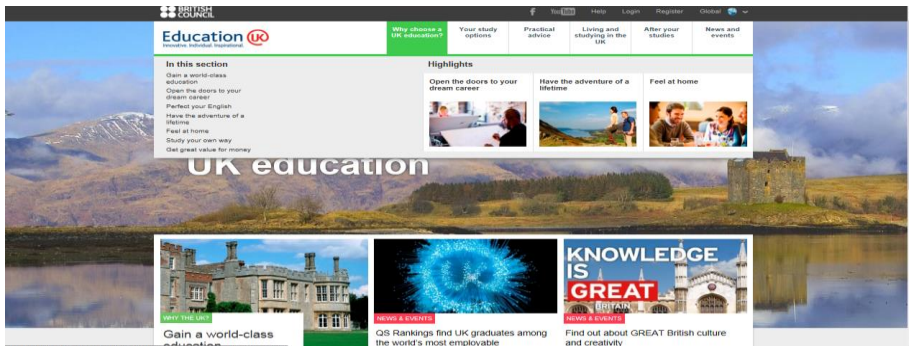 BRITISH
COUNCIL
YouTube
Help
Login
Register
Global
Education UK
Innovative Individual Inspirational
Why choose a
UK education?
Your study
options
Practical
advice
Living and
studying in the
UK
After your
studies
News and
events
In this section
Gain a world-class
education
Open the doors to your
dream career
Perfect your English
Have the adventure of a
lifetime
Feel at home
Study your own way
Get great value for money
Highlights
Open the doors to your
dream career
Have the adventure of a
lifetime
Feel at home
UK education
WHY THE UK?
Gain a world-class
education
NEWS & EVENTS
QS Rankings find UK graduates among
the world's most employable
KNOWLEDGE
IS
GREAT
BRITAIN
NEWS & EVENTS
Find out about GREAT British culture
and creativity